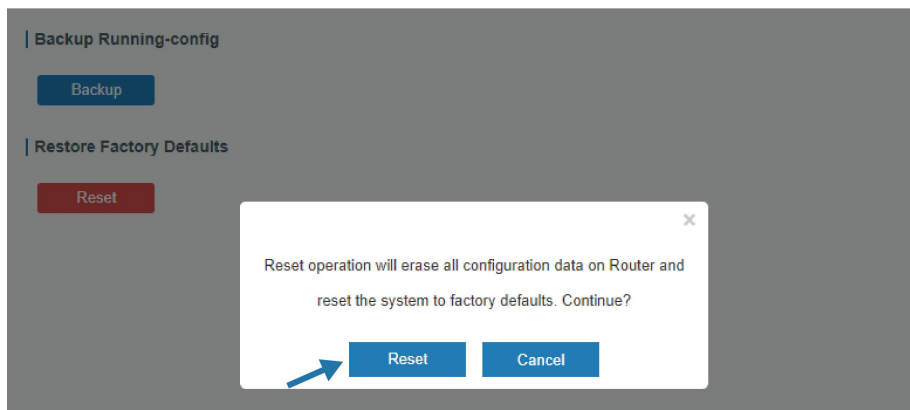 Backup Running-config
Backup
Restore Factory Defaults
Reset
×
Reset operation will erase all configuration data on Router and
reset the system to factory defaults. Continue?
Reset Cancel